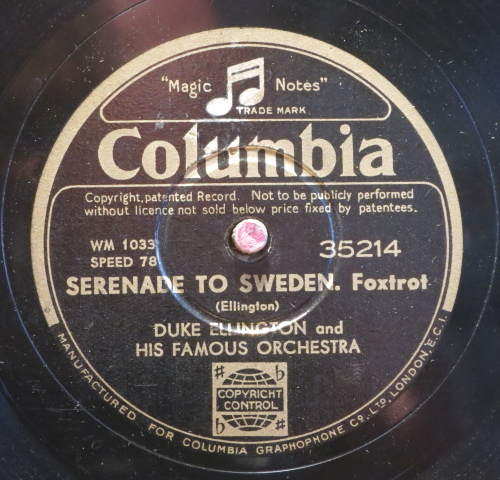 "Magic Notes"
TRADE MARK
Columbia
Copyright, patented Record. Not to be publicly performed
without licence not sold below price fixed by patentees.
WM 1033
SPEED 78
35214
SERENADE TO SWEDEN. Foxtrot
(Ellington)
DUKE ELLINGTON and
HIS FAMOUS ORCHESTRA
COPYRIGHT
CONTROL
MANUFACTURED FOR COLUMBIA GRAPHOPHONE CO. LTD. LONDON E.C.1.